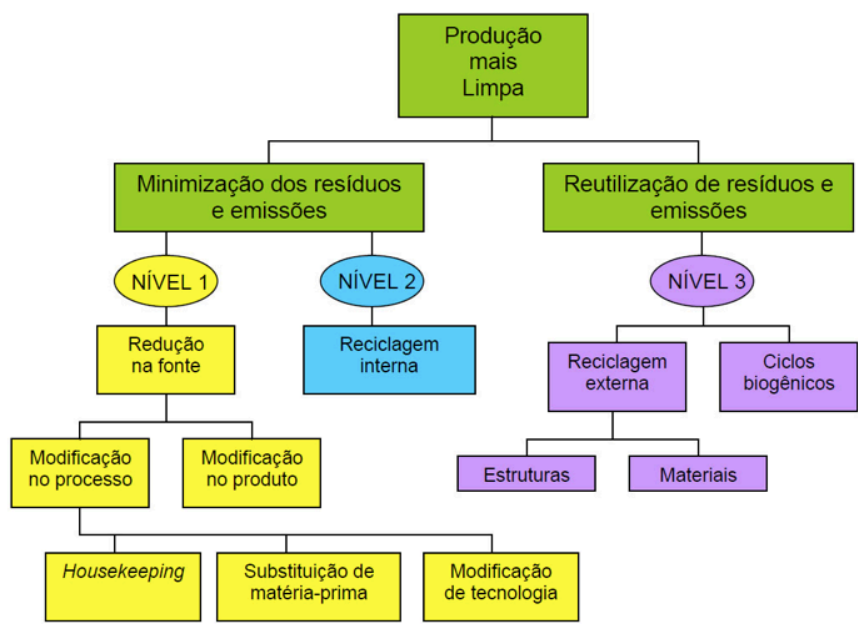 Produção
mais
Limpa
Minimização dos resíduos
e emissões
Reutilização de resíduos e
emissões
NÍVEL 1
NÍVEL 2
NÍVEL 3
Redução
na fonte
Reciclagem
interna
Reciclagem
externa
Ciclos
biogênicos
Modificação
no processo
Modificação
no produto
Estruturas
Materiais
Housekeeping
Substituição de
matéria-prima
Modificação
de tecnologia